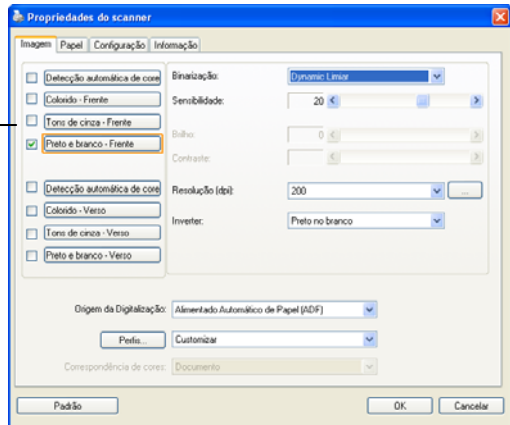 Propriedades do scanner
Imagem Papel Configuração Informação
Detecção automática de core
Colorido - Frente
Tons de cinza - Frente
Preto e branco - Frente
Detecção automática de core
Colorido - Verso
Tons de cinza - Verso
Preto e branco - Verso
Binarização: Dynamic Limiar
Sensibilidade: 20
Brilho: 0
Contraste:
Resolução (dpi): 200 ...
Inverter: Preto no branco
Origem da Digitalização: Alimentado Automático de Papel (ADF)
Perfis... Customizar
Correspondência de cores: Documento
Padrão OK Cancelar